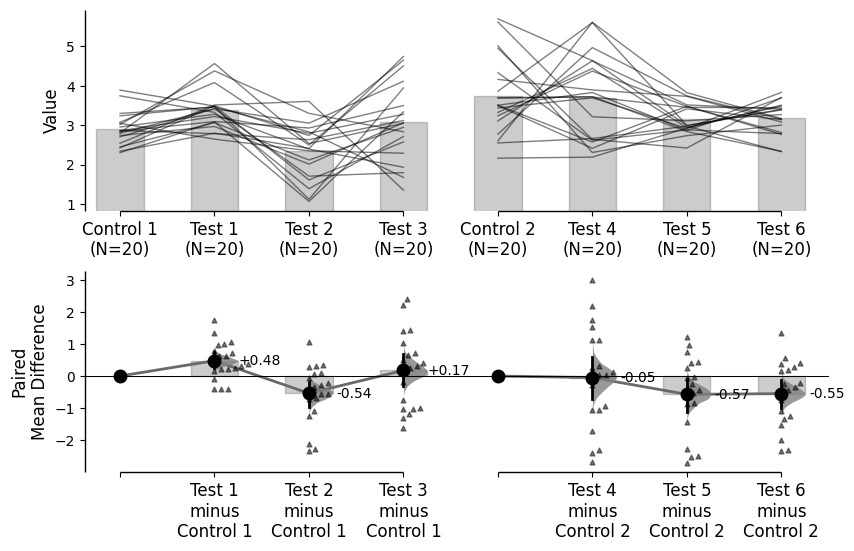 Value
5
4
3
2
1
Control 1 Test 1 Test 2 Test 3 Control 2 Test 4 Test 5 Test 6
(N=20) (N=20) (N=20) (N=20) (N=20) (N=20) (N=20) (N=20)
Paired
Mean Difference
3
2
1
0
−1
−2
+0.48
-0.54
+0.17
-0.05
-0.57
-0.55
Test 1 Test 2 Test 3 Test 4 Test 5 Test 6
minus minus minus minus minus minus
Control 1 Control 1 Control 1 Control 2 Control 2 Control 2